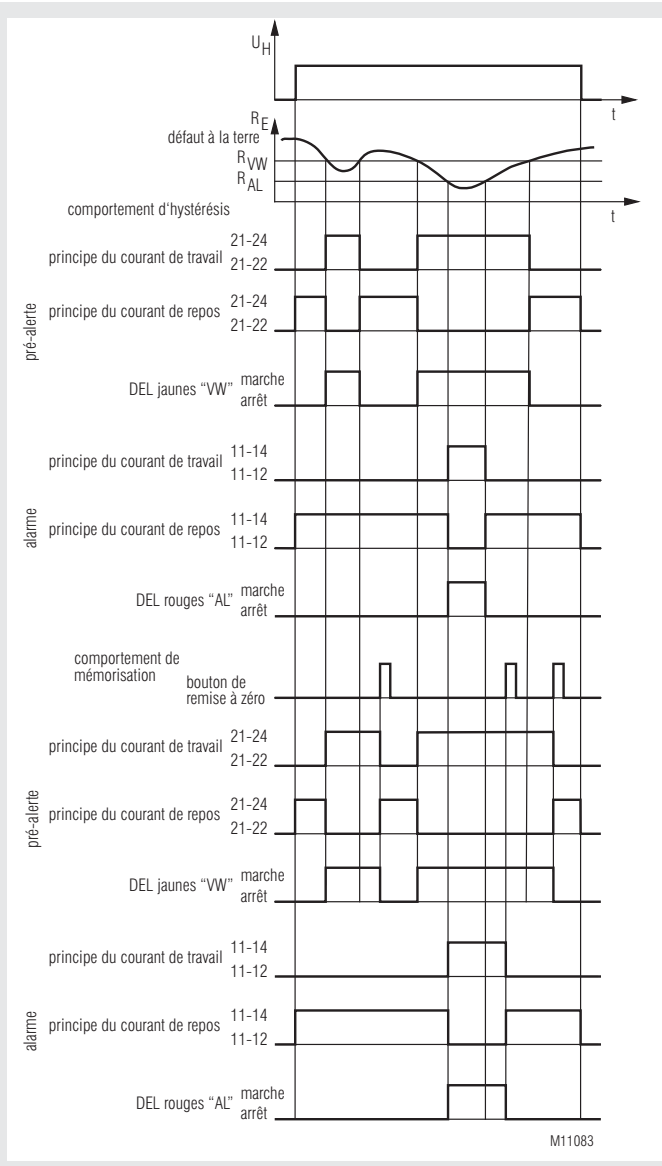 UH
t
RE
défaut à la terre
RVW
RAL
t
comportement d'hystérésis
pré-alerte
principe du courant de travail 21-24
21-22
principe du courant de repos 21-24
21-22
DEL jaunes “VW” marche
arrêt
alarme
principe du courant de travail 11-14
11-12
principe du courant de repos 11-14
11-12
DEL rouges “AL” marche
arrêt
comportement de
mémorisation
bouton de
remise à zéro
pré-alerte
principe du courant de travail 21-24
21-22
principe du courant de repos 21-24
21-22
DEL jaunes “VW” marche
arrêt
alarme
principe du courant de travail 11-14
11-12
principe du courant de repos 11-14
11-12
DEL rouges “AL” marche
arrêt
M11083